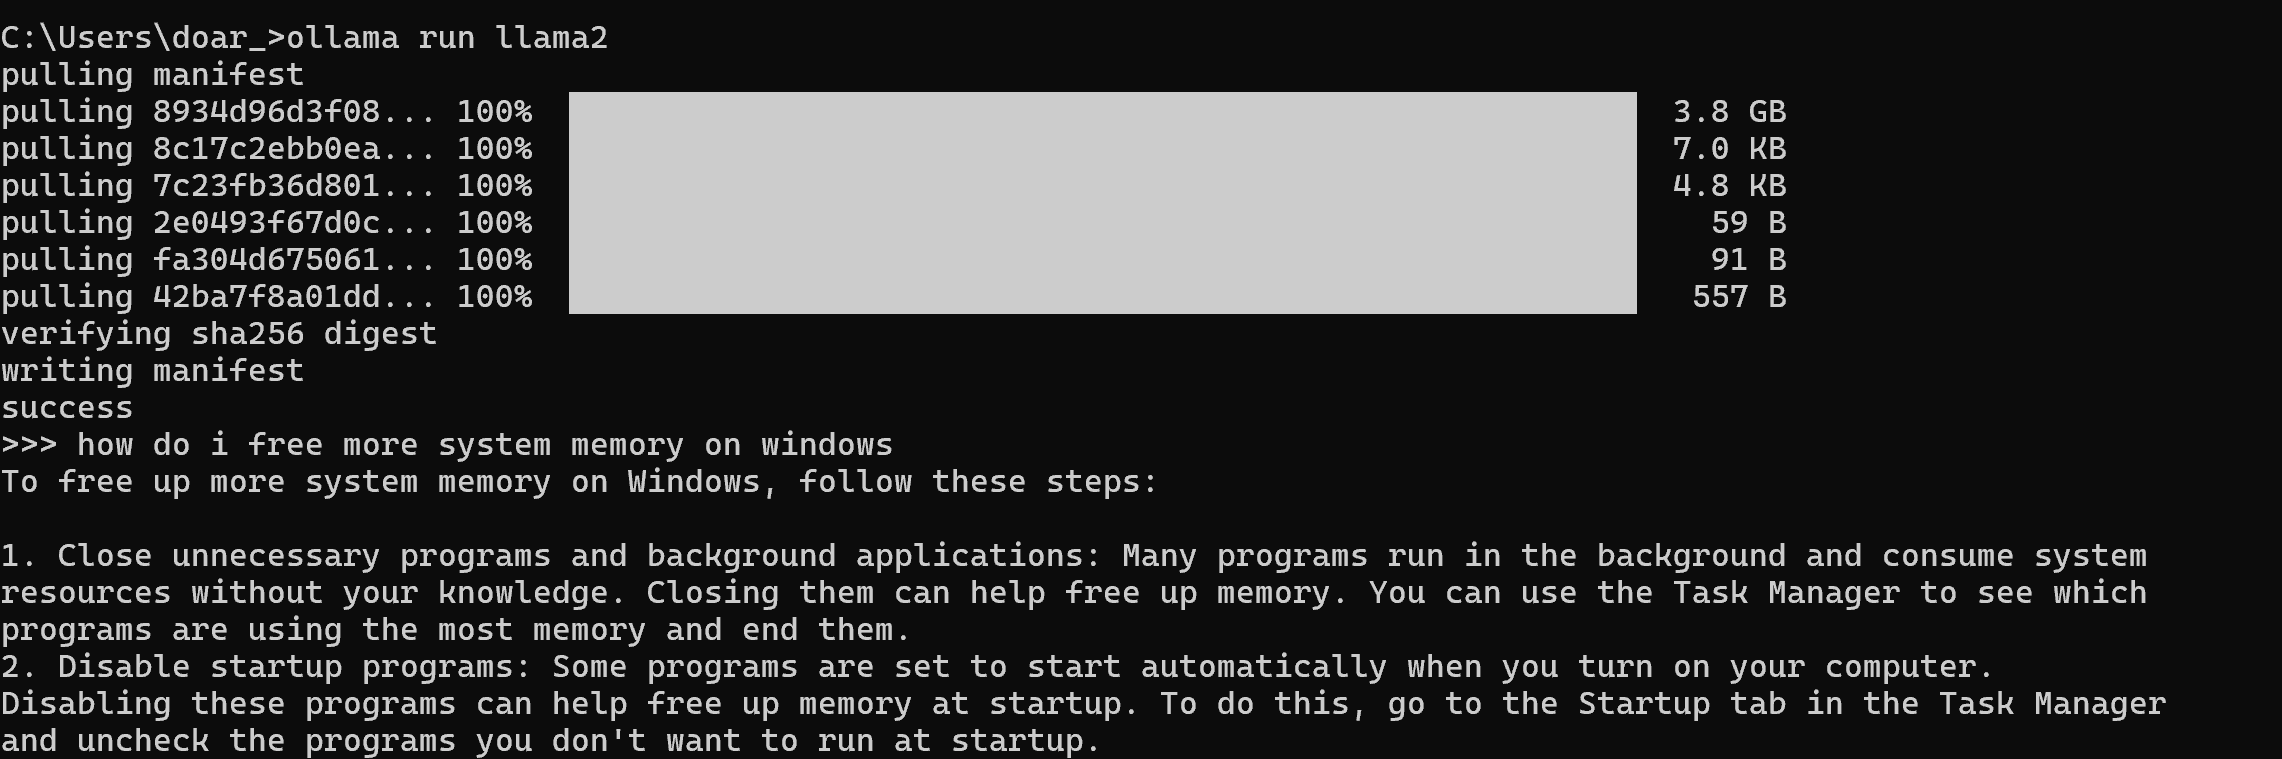 C:\Users\doar_>ollama run llama2
pulling manifest
pulling 8934d96d3f08... 100% 3.8 GB
pulling 8c17c2ebb0ea... 100% 7.0 KB
pulling 7c23fb36d801... 100% 4.8 KB
pulling 2e0493f67d0c... 100% 59 B
pulling fa304d675061... 100% 91 B
pulling 42ba7f8a01dd... 100% 557 B
verifying sha256 digest
writing manifest
success
>>> how do i free more system memory on windows
To free up more system memory on Windows, follow these steps:
1. Close unnecessary programs and background applications: Many programs run in the background and consume system
resources without your knowledge. Closing them can help free up memory. You can use the Task Manager to see which
programs are using the most memory and end them.
2. Disable startup programs: Some programs are set to start automatically when you turn on your computer.
Disabling these programs can help free up memory at startup. To do this, go to the Startup tab in the Task Manager
and uncheck the programs you don't want to run at startup.